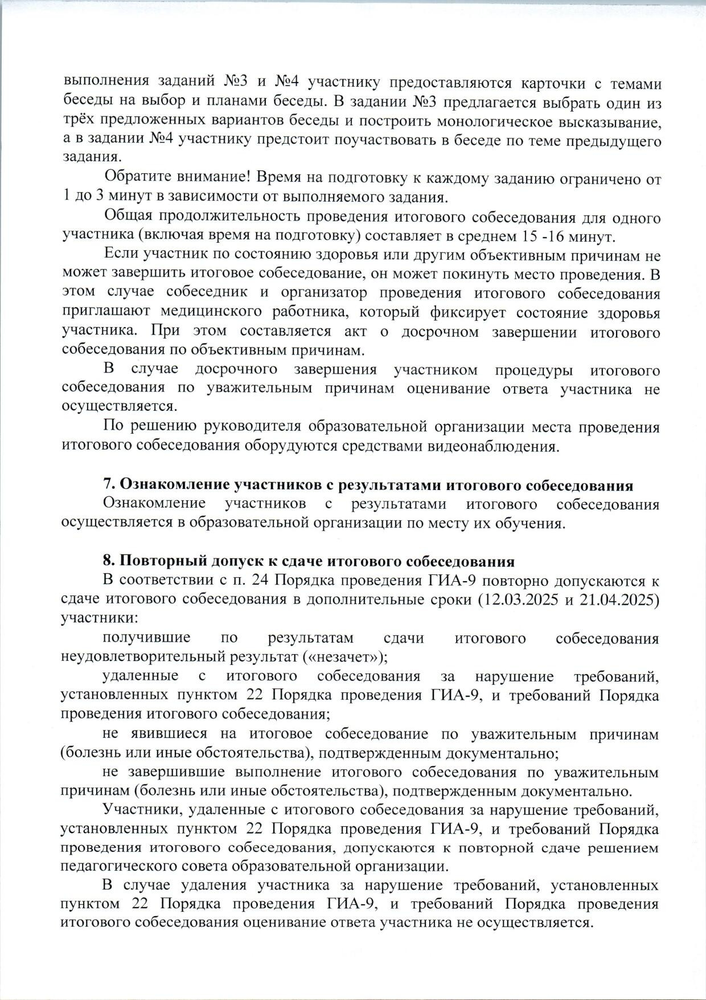 выполнения заданий №3 и №4 участнику предоставляются карточки с темами
беседы на выбор и планами беседы. В задании №3 предлагается выбрать один из
трёх предложенных вариантов беседы и построить монологическое высказывание,
а в задании №4 участнику предстоит поучаствовать в беседе по теме предыдущего
задания.
Обратите внимание! Время на подготовку к каждому заданию ограничено от
1 до 3 минут в зависимости от выполняемого задания.
Общая продолжительность проведения итогового собеседования для одного
участника (включая время на подготовку) составляет в среднем 15 -16 минут.
Если участник по состоянию здоровья или другим объективным причинам не
может завершить итоговое собеседование, он может покинуть место проведения. В
этом случае собеседник и организатор проведения итогового собеседования
приглашают медицинского работника, который фиксирует состояние здоровья
участника. При этом составляется акт о досрочном завершении итогового
собеседования по объективным причинам.
В случае досрочного завершения участником процедуры итогового
собеседования по уважительным причинам оценивание ответа участника не
осуществляется.
По решению руководителя образовательной организации места проведения
итогового собеседования оборудуются средствами видеонаблюдения.
7. Ознакомление участников с результатами итогового собеседования
Ознакомление участников с результатами итогового собеседования
осуществляется в образовательной организации по месту их обучения.
8. Повторный допуск к сдаче итогового собеседования
В соответствии с п. 24 Порядка проведения ГИА-9 повторно допускаются к
сдаче итогового собеседования в дополнительные сроки (12.03.2025 и 21.04.2025)
участники:
получившие по результатам сдачи итогового собеседования
неудовлетворительный результат («незачет»);
удаленные с итогового собеседования за нарушение требований,
установленных пунктом 22 Порядка проведения ГИА-9, и требований Порядка
проведения итогового собеседования;
не явившиеся на итоговое собеседование по уважительным причинам
(болезнь или иные обстоятельства), подтвержденным документально;
не завершившие выполнение итогового собеседования по уважительным
причинам (болезнь или иные обстоятельства), подтвержденным документально.
Участники, удаленные с итогового собеседования за нарушение требований,
установленных пунктом 22 Порядка проведения ГИА-9, и требований Порядка
проведения итогового собеседования, допускаются к повторной сдаче решением
педагогического совета образовательной организации.
В случае удаления участника за нарушение требований, установленных
пунктом 22 Порядка проведения ГИА-9, и требований Порядка проведения
итогового собеседования оценивание ответа участника не осуществляется.